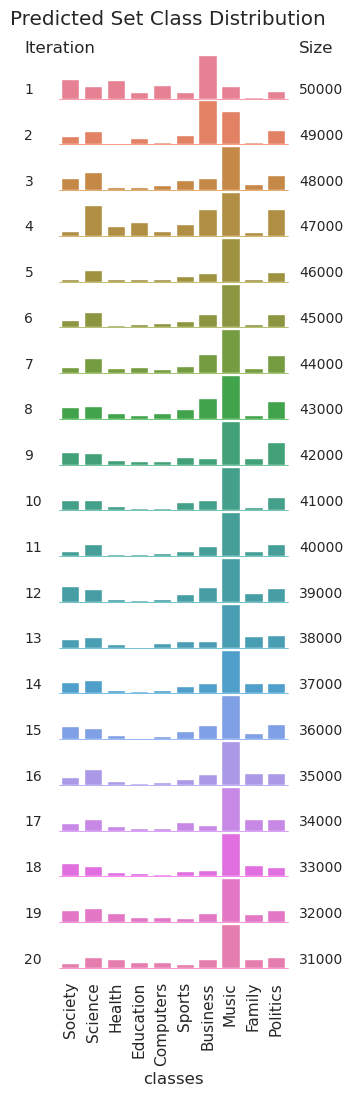 Predicted Set Class Distribution
Iteration Size
1 50000
2 49000
3 48000
4 47000
5 46000
6 45000
7 44000
8 43000
9 42000
10 41000
11 40000
12 39000
13 38000
14 37000
15 36000
16 35000
17 34000
18 33000
19 32000
20 31000
Society
Science
Health
Education
Computers
Sports
Business
Music
Family
Politics
classes